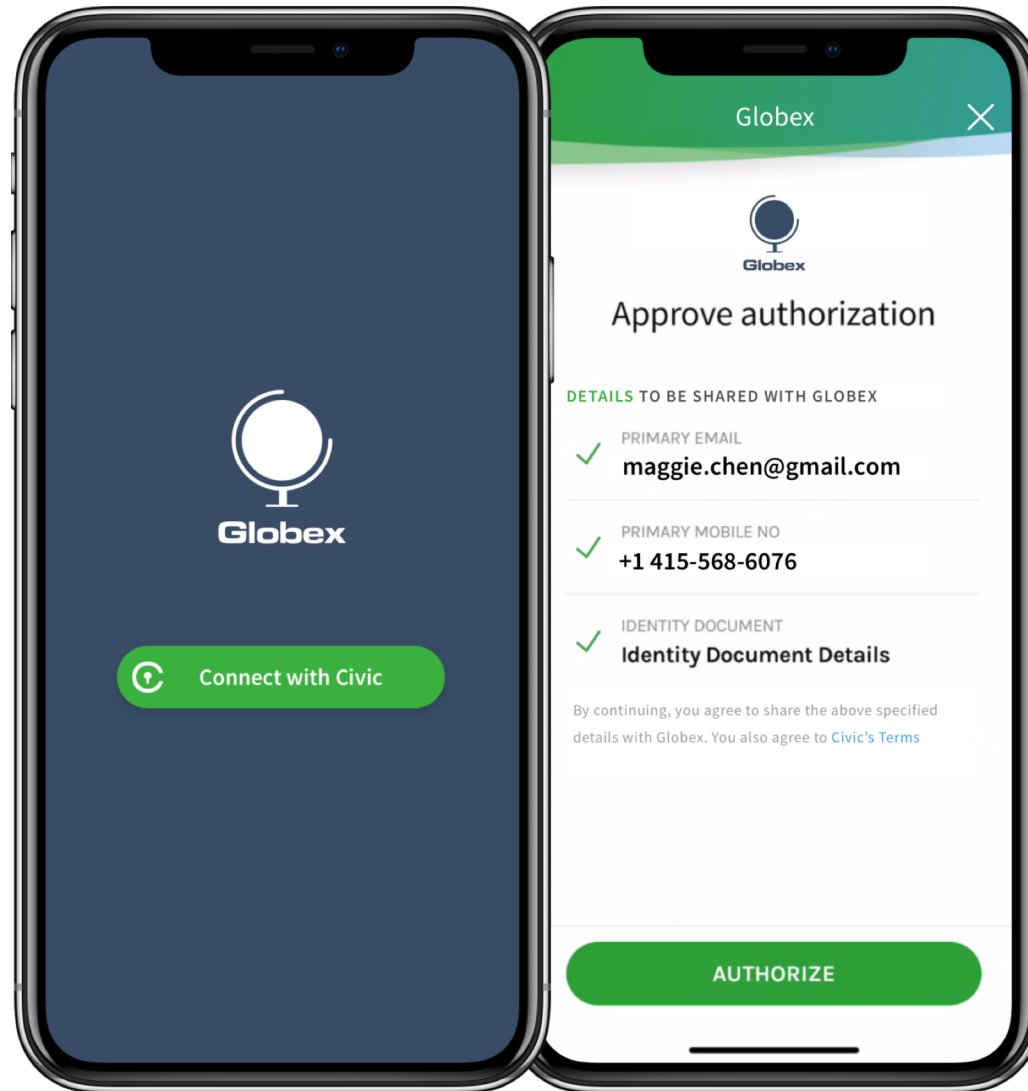 Globex
Connect with Civic
Globex
Globex
Approve authorization
DETAILS TO BE SHARED WITH GLOBEX
PRIMARY EMAIL
maggie.chen@gmail.com
PRIMARY MOBILE NO
+1 415-568-6076
IDENTITY DOCUMENT
Identity Document Details
By continuing, you agree to share the above specified
details with Globex. You also agree to Civic's Terms
AUTHORIZE